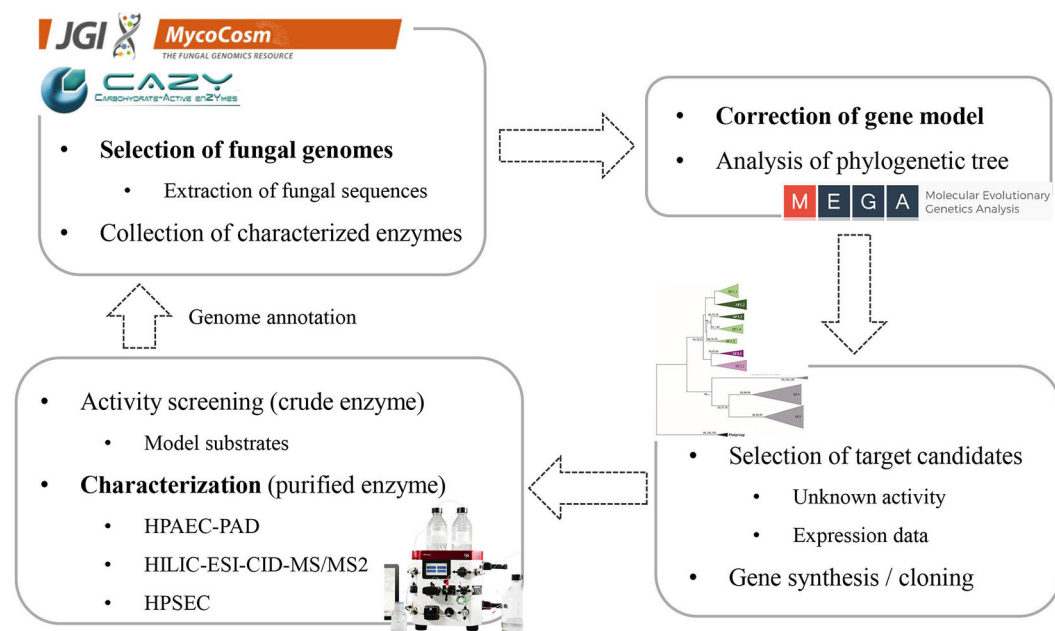 JGI MycoCosm
THE FUNGAL GENOMICS RESOURCE
CAZY
CARBOHYDRATE-ACTIVE ENZYMES
• Selection of fungal genomes
• Extraction of fungal sequences
• Collection of characterized enzymes
• Correction of gene model
• Analysis of phylogenetic tree
MEGA Molecular Evolutionary
Genetics Analysis
Outgroup
• Selection of target candidates
• Unknown activity
• Expression data
• Gene synthesis / cloning
Genome annotation
• Activity screening (crude enzyme)
• Model substrates
• Characterization (purified enzyme)
• HPAEC-PAD
• HILIC-ESI-CID-MS/MS2
• HPSEC